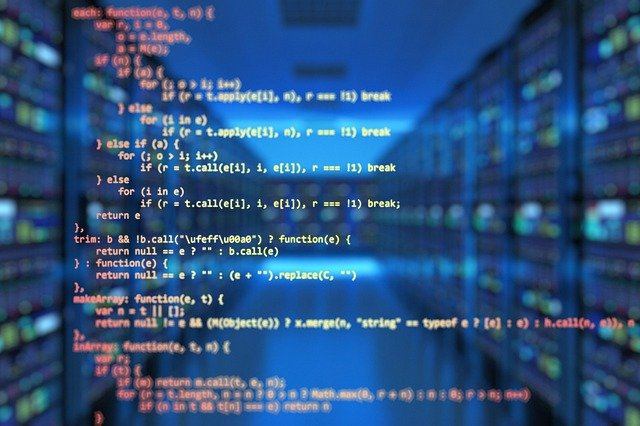 each: function(e, t, n) {
var r, i = 0,
o = e.length,
a = M(e);
if (n) {
if (a) {
for (; o > i; i++)
if (r = t.apply(e[i], n), r === !1) break
} else
for (i in e)
if (r = t.apply(e[i], n), r === !1) break
} else if (a) {
for (; o > i; i++)
if (r = t.call(e[i], i, e[i]), r === !1) break
} else
for (i in e)
if (r = t.call(e[i], i, e[i]), r === !1) break;
return e
},
trim: b && !b.call("\ufeff\u00a0") ? function(e) {
return null == e ? "" : b.call(e)
} : function(e) {
return null == e ? "" : (e + "").replace(C, "")
},
makeArray: function(e, t) {
var n = t || [];
return null != e && (M(Object(e)) ? x.merge(n, "string" == typeof e ? [e] : e) : h.call(n, e)), n
},
inArray: function(e, t, n) {
var r;
if (t) {
if (m) return m.call(t, e, n);
for (r = t.length, n = n ? 0 > n ? Math.max(0, r + n) : n : 0; r > n; n++)
if (n in t && t[n] === e) return n
}